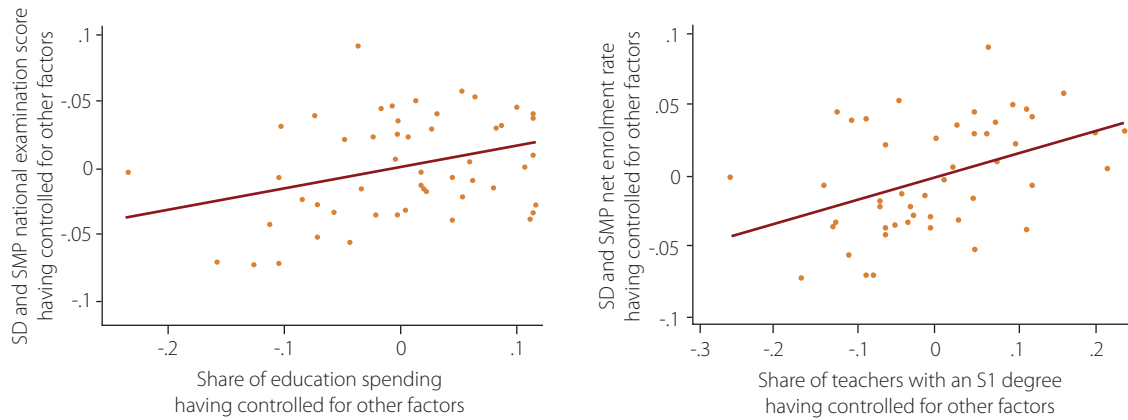 SD and SMP national examination score
having controlled for other factors
.1
-.05
0
-.05
-.1
-.2
-.1
0
.1
Share of education spending
having controlled for other factors
SD and SMP net enrolment rate
having controlled for other factors
.1
-.05
0
-.05
-.1
-.3
-.2
-.1
0
.1
.2
Share of teachers with an S1 degree
having controlled for other factors